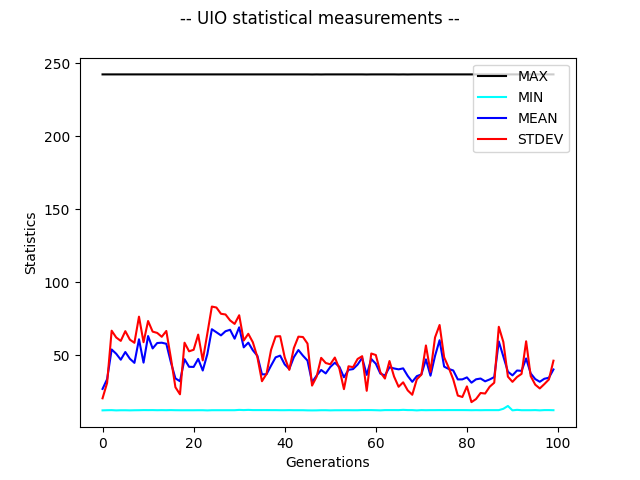 -- UIO statistical measurements --
250
200
150
100
50
Statistics
MAX
MIN
MEAN
STDEV
0 20 40 60 80 100
Generations